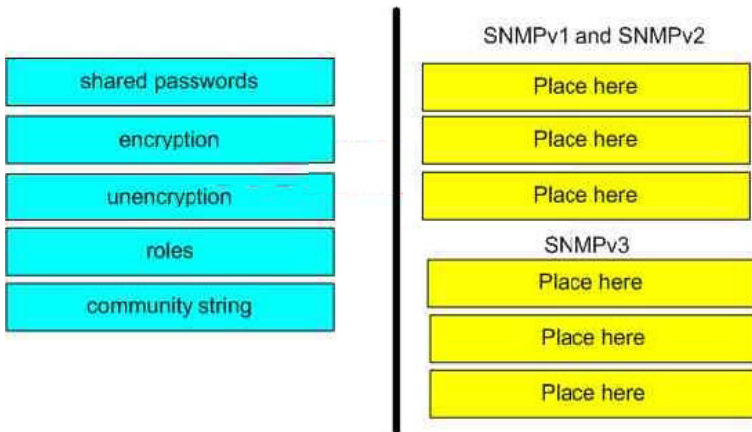 shared passwords
encryption
unencryption
roles
community string
SNMPv1 and SNMPv2
Place here
Place here
Place here
SNMPv3
Place here
Place here
Place here